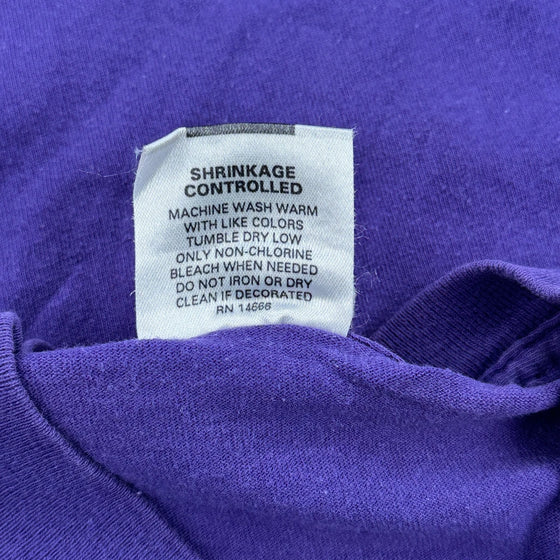 SHRINKAGE
CONTROLLED
MACHINE WASH WARM
WITH LIKE COLORS
TUMBLE DRY LOW
ONLY NON-CHLORINE
BLEACH WHEN NEEDED
DO NOT IRON OR DRY
CLEAN IF DECORATED
RN 14666